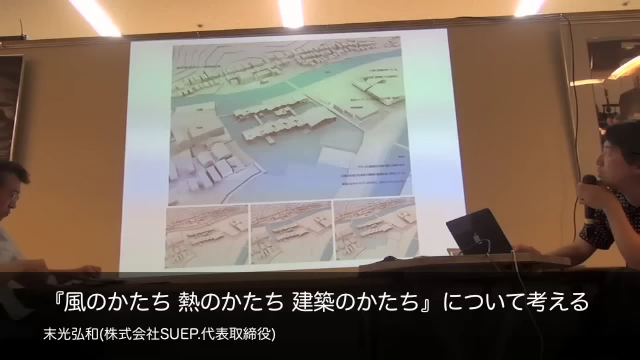 『風のかたち 熱のかたち 建築のかたち』について考える
末光弘和(株式会社SUEP.代表取締役)